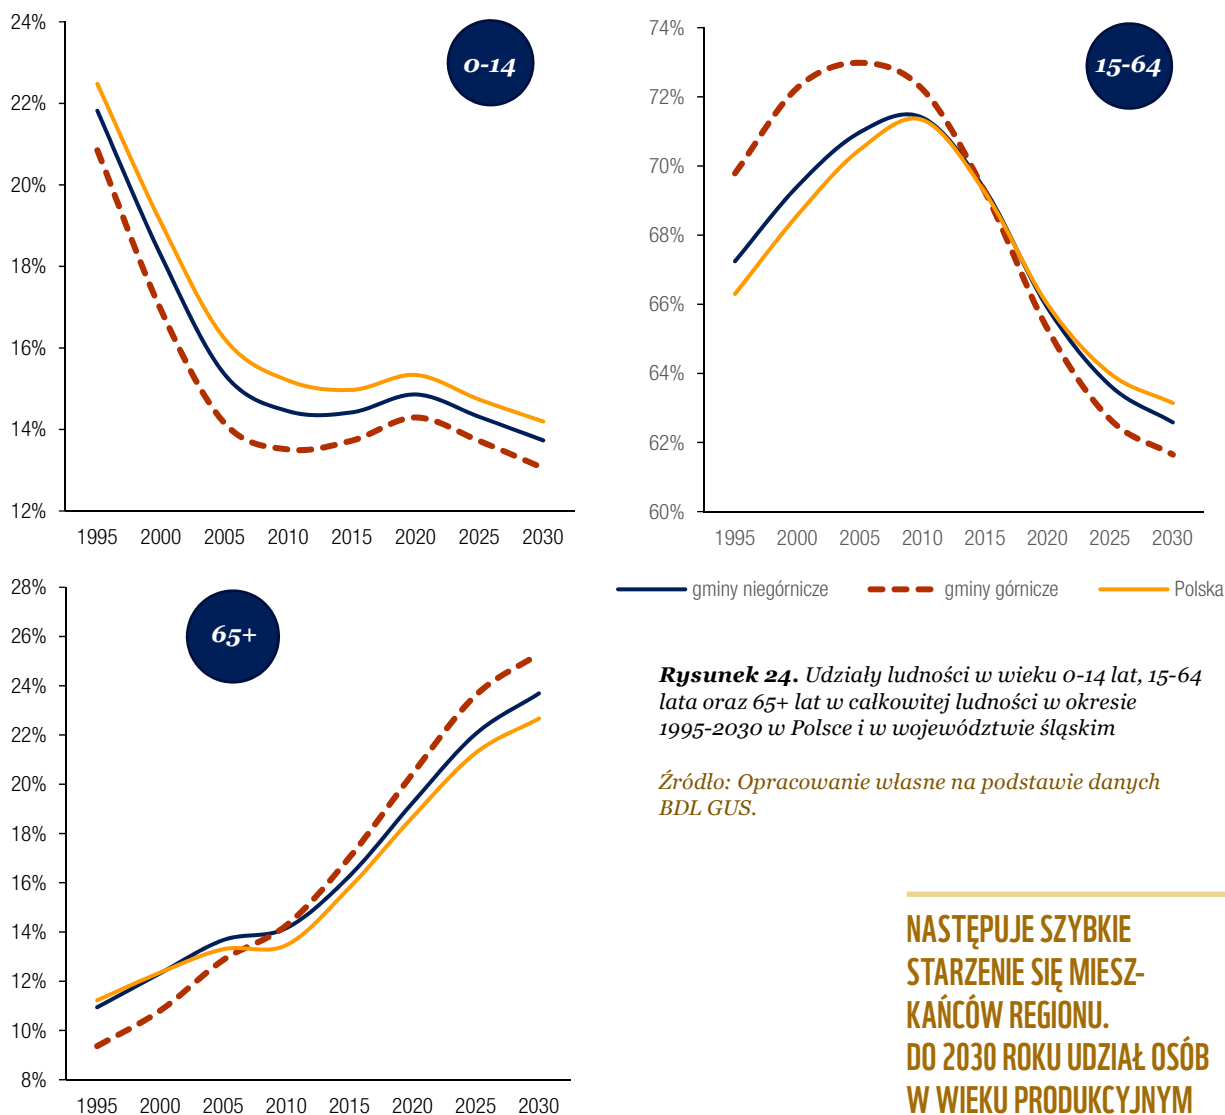 24%
22%
20%
18%
16%
14%
12%
1995 2000 2005 2010 2015 2020 2025 2030
0-14
74%
72%
70%
68%
66%
64%
62%
60%
1995 2000 2005 2010 2015 2020 2025 2030
15-64
gminy niegórnicze gminy górnicze Polska
28%
26%
24%
22%
20%
18%
16%
14%
12%
10%
8%
1995 2000 2005 2010 2015 2020 2025 2030
65+
Rysunek 24. Udziały ludności w wieku 0-14 lat, 15-64
lata oraz 65+ lat w całkowitej ludności w okresie
1995-2030 w Polsce i w województwie śląskim
Źródło: Opracowanie własne na podstawie danych
BDL GUS.
NASTĘPUJE SZYBKIE
STARZENIE SIĘ MIESZ-
KAŃCÓW REGIONU.
DO 2030 ROKU UDZIAŁ OSÓB
W WIEKU PRODUKCYJNYM